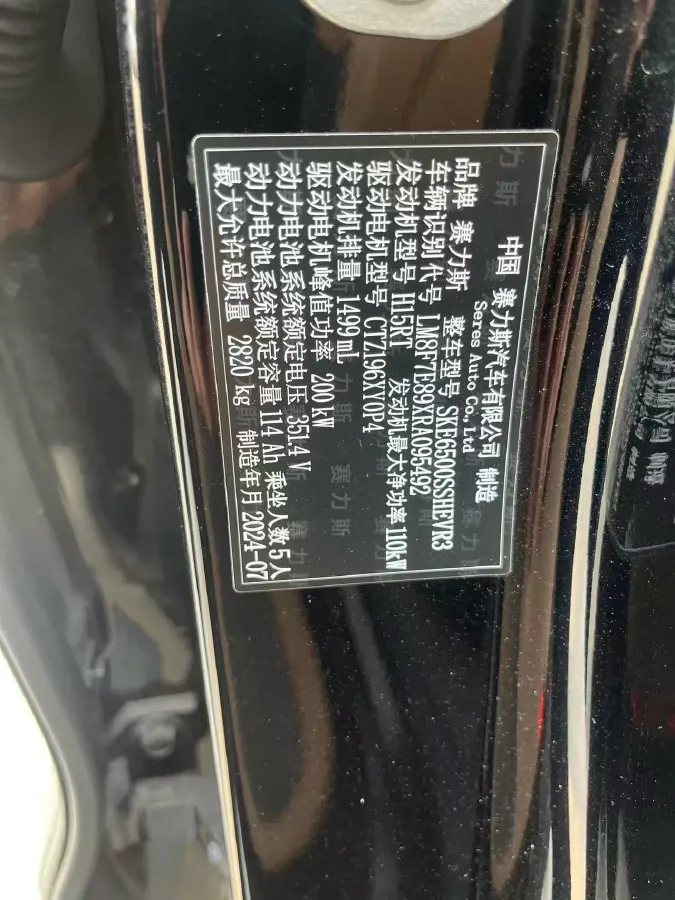 中国 赛力斯汽车有限公司 制造
Seres Auto Co., Ltd
品牌 赛力斯 整车型号 SKE6500SSHEVR3
车辆识别代号 LM8F7E89XRA095492
发动机型号 H15RT 发动机最大净功率 110kW
驱动电机型号 CTZ196XY0P4
发动机排量 1499 mL
驱动电机峰值功率 200 kW
动力电池系统额定电压 351.4 V
动力电池系统额定容量 114 Ah 乘坐人数 5 人
最大允许总质量 2820 kg 制造年月 2024-07